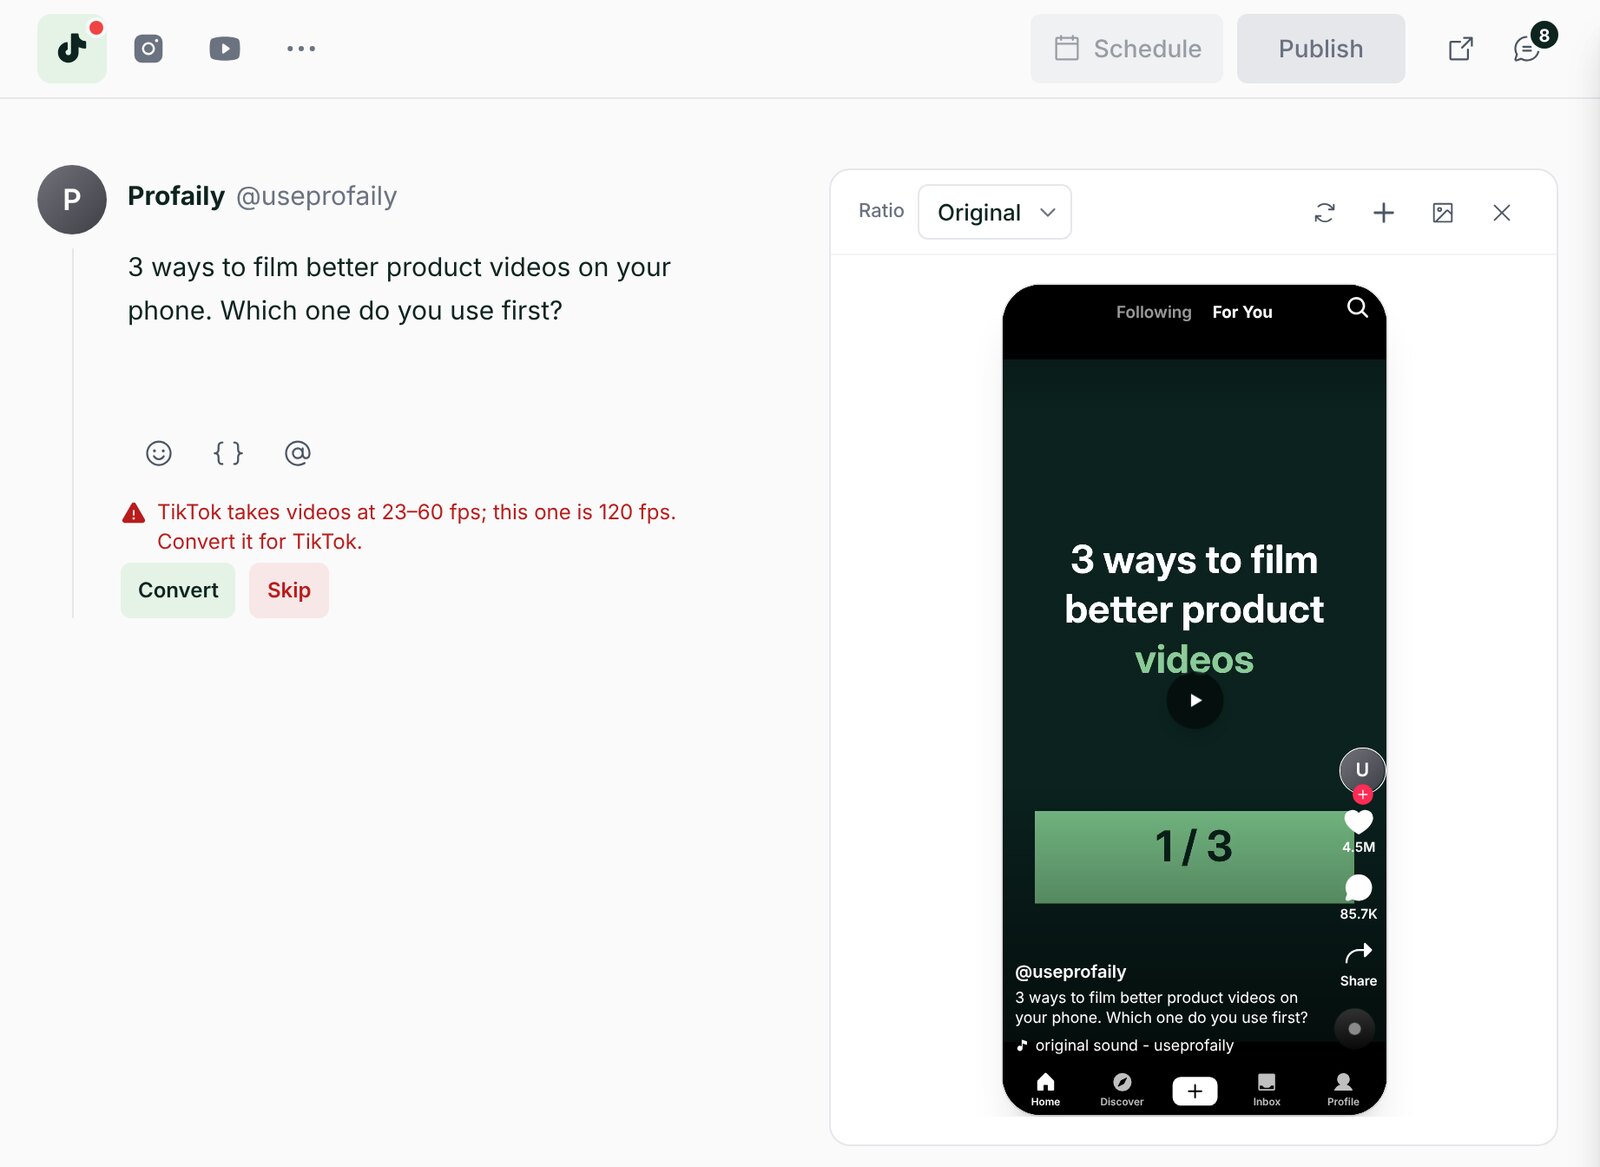 Schedule
Publish
8
P
Profaily @useprofaily
3 ways to film better product videos on your
phone. Which one do you use first?
{ }
@
TikTok takes videos at 23–60 fps; this one is 120 fps.
Convert it for TikTok.
Convert
Skip
Ratio
Original
Following
For You
3 ways to film
better product
videos
U
4.5M
1 / 3
85.7K
Share
@useprofaily
3 ways to film better product videos on
your phone. Which one do you use first?
original sound - useprofaily
Home
Discover
Inbox
Profile